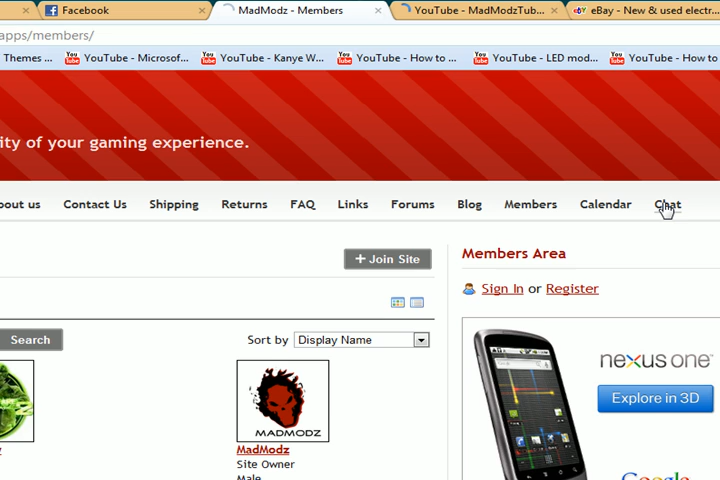 Facebook MadModz - Members YouTube - MadModzTub... eBay - New & used electr...
apps/members/
Themes ... YouTube - Microsof... YouTube - Kanye W... YouTube - How to ... YouTube - LED mod... YouTube - How to
ity of your gaming experience.
bout us Contact Us Shipping Returns FAQ Links Forums Blog Members Calendar Chat
+ Join Site
Members Area
Sign In or Register
Search
Sort by Display Name
nexus one
Explore in 3D
MADMODZ
MadModz
Site Owner
Male
Google